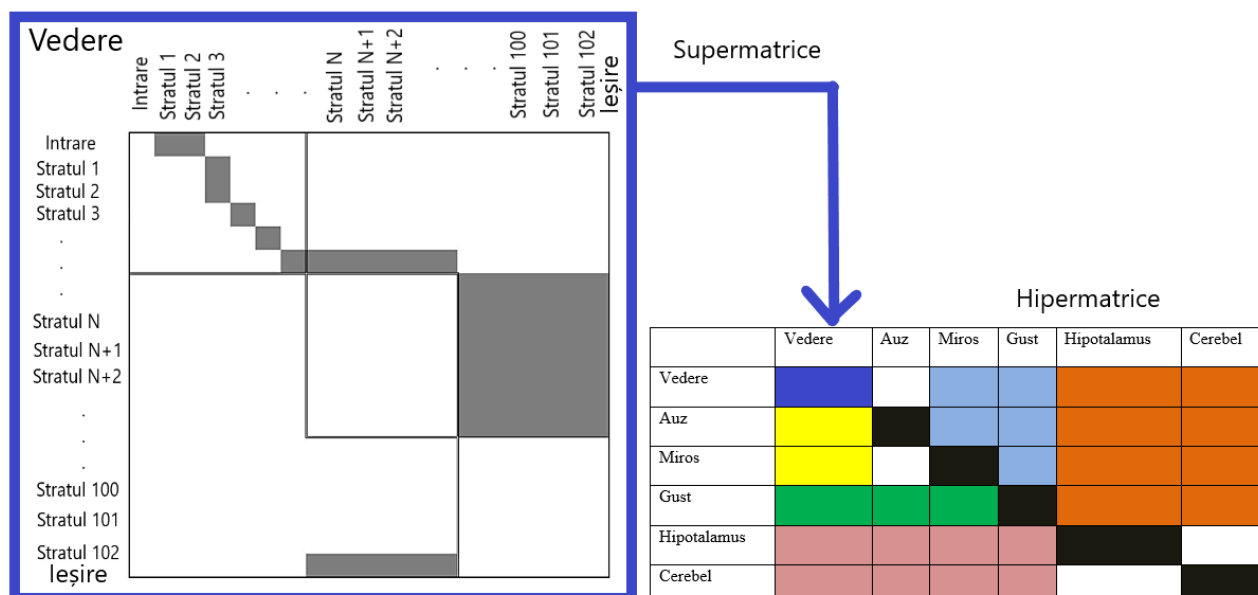 Vedere
Intrare
Stratul 1
Stratul 2
Stratul 3
. . .
Stratul N
Stratul N+1
Stratul N+2
. . .
Stratul 100
Stratul 101
Stratul 102
Ieșire
Intrare
Stratul 1
Stratul 2
Stratul 3
.
.
.
Stratul N
Stratul N+1
Stratul N+2
.
.
.
Stratul 100
Stratul 101
Stratul 102
Ieșire
Supermatrice
Hipermatrice
Vedere Auz Miros Gust Hipotalamus Cerebel
Vedere
Auz
Miros
Gust
Hipotalamus
Cerebel